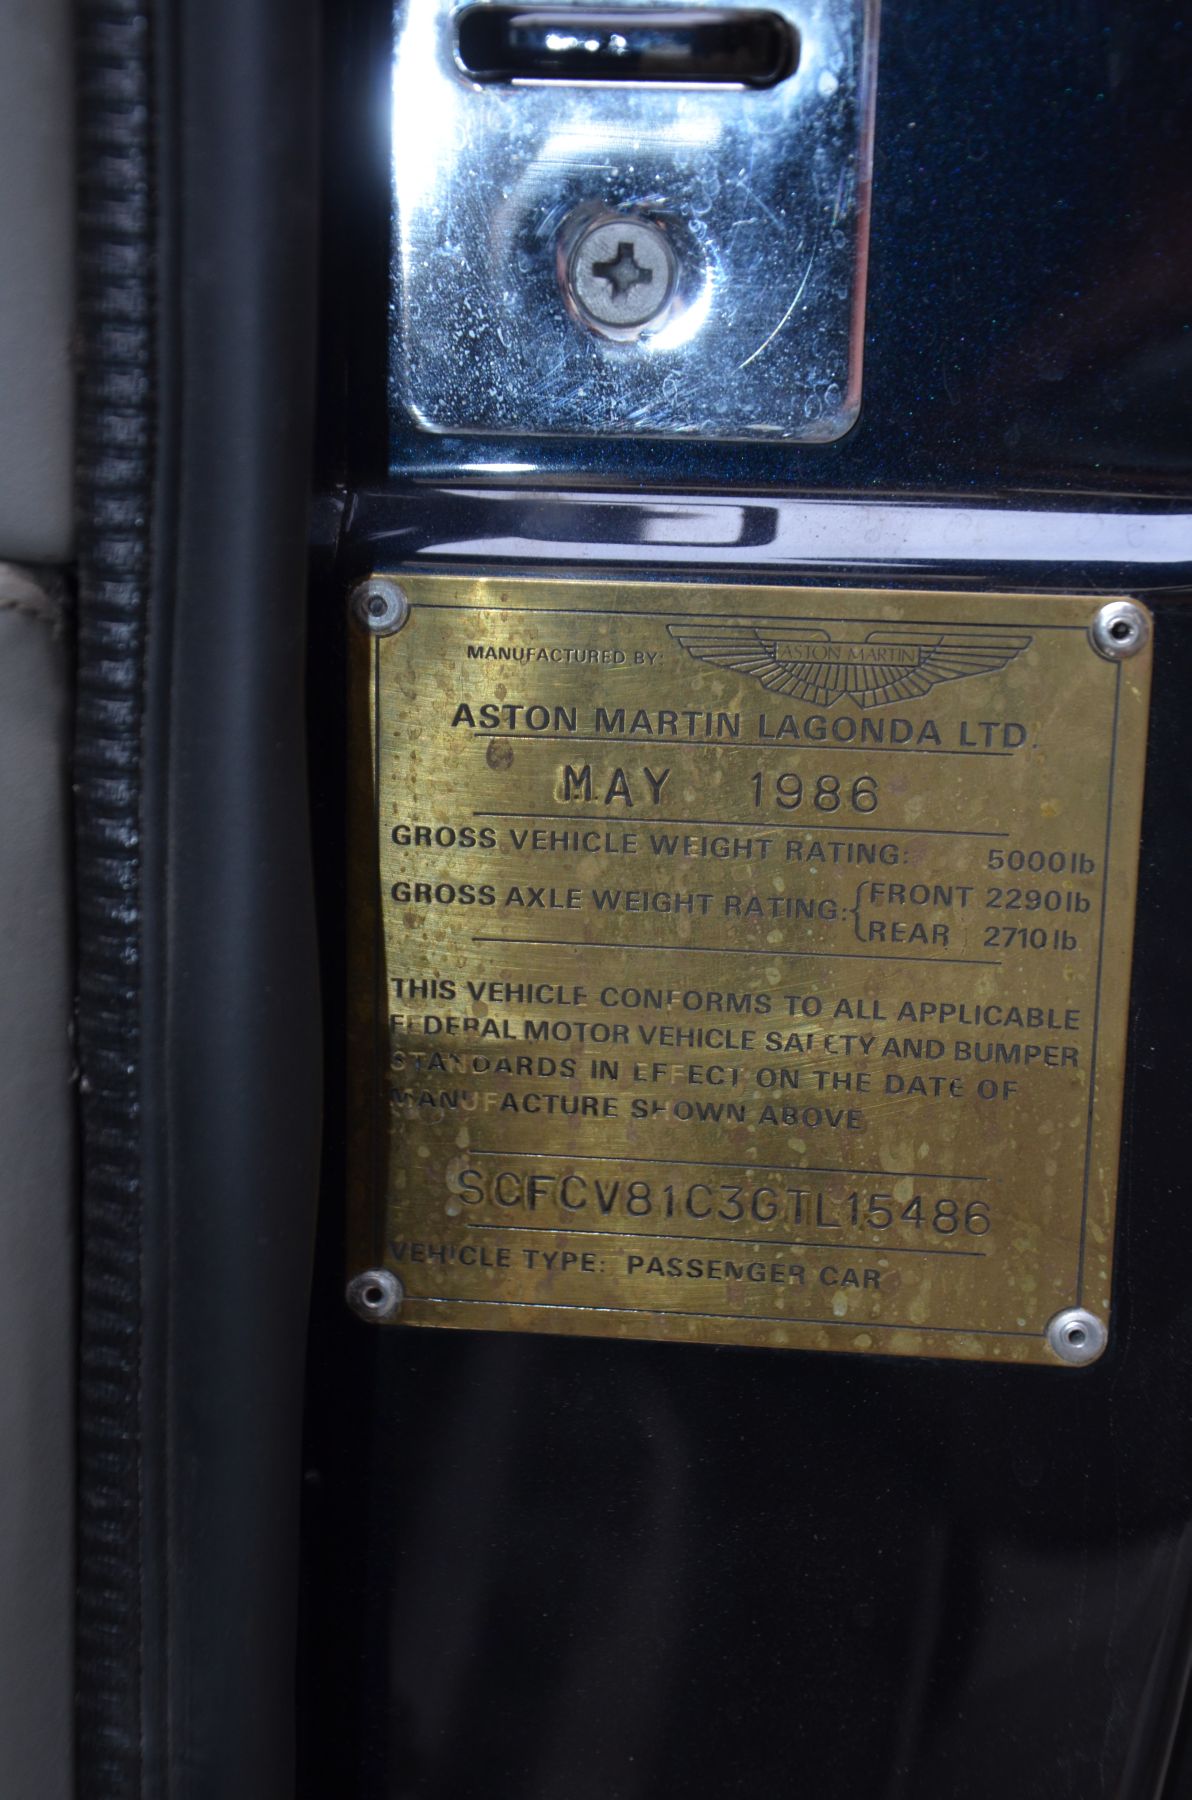 MANUFACTURED BY: ASTON MARTIN
ASTON MARTIN LAGONDA LTD.
MAY 1986
GROSS VEHICLE WEIGHT RATING: 5000lb
GROSS AXLE WEIGHT RATING: FRONT 2290lb
REAR 2710lb
THIS VEHICLE CONFORMS TO ALL APPLICABLE
FEDERAL MOTOR VEHICLE SAFETY AND BUMPER
STANDARDS IN EFFECT ON THE DATE OF
MANUFACTURE SHOWN ABOVE
SCFCV81C3GTL15486
VEHICLE TYPE: PASSENGER CAR